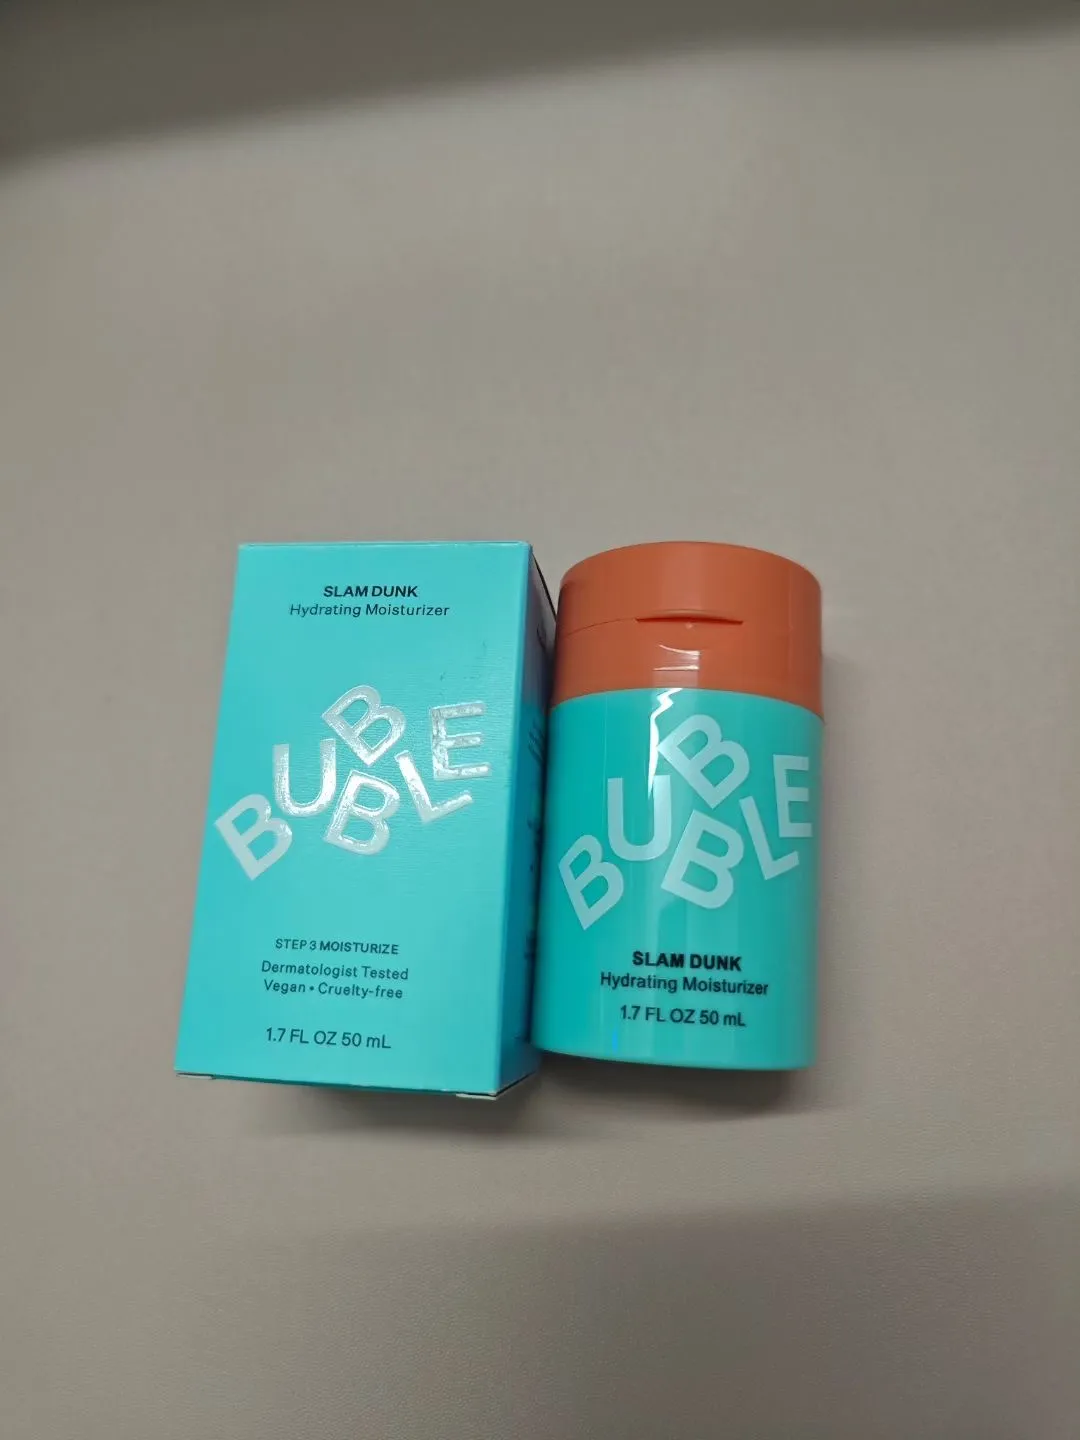 SLAM DUNK
Hydrating Moisturizer
BUBBLE
STEP 3 MOISTURIZE
Dermatologist Tested
Vegan • Cruelty-free
1.7 FL OZ 50 mL
BUBBLE
SLAM DUNK
Hydrating Moisturizer
1.7 FL OZ 50 mL